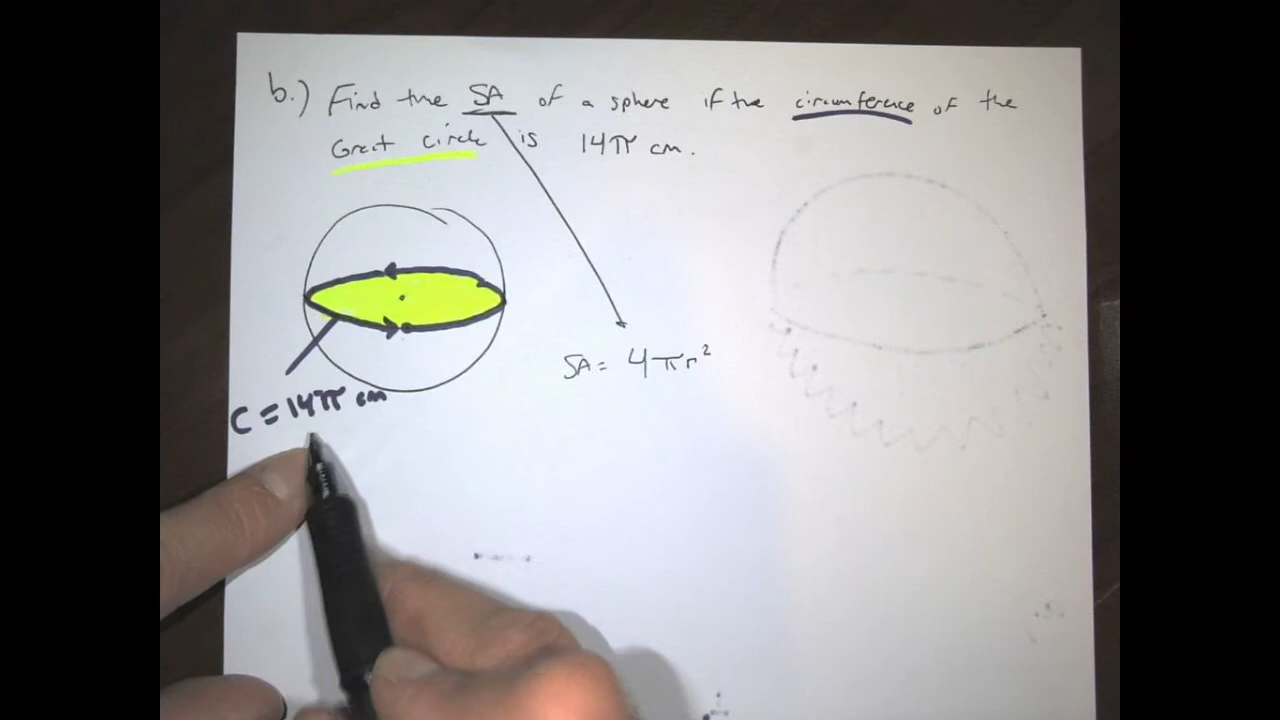 b.) Find the SA of a sphere if the circumference of the
Great circle is 14π cm.
SA = 4πr²
C = 14π cm